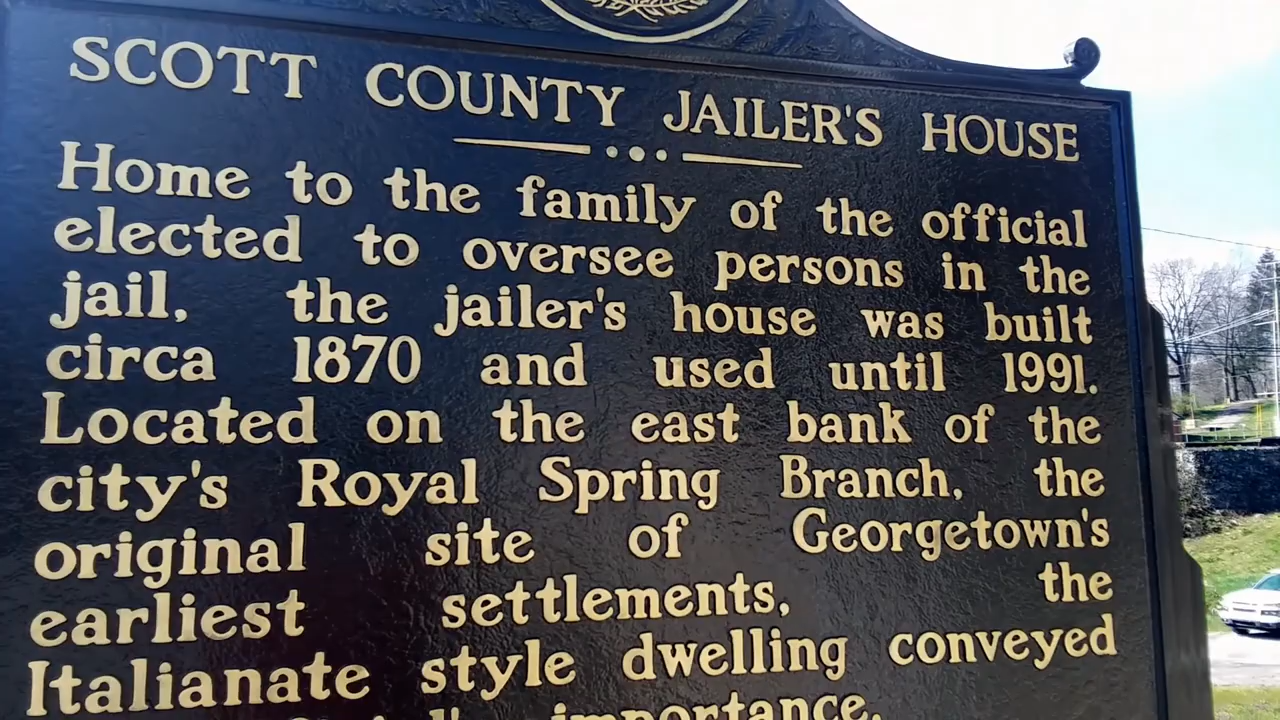 SCOTT COUNTY JAILER'S HOUSE
Home to the family of the official
elected to oversee persons in the
jail, the jailer's house was built
circa 1870 and used until 1991.
Located on the east bank of the
city's Royal Spring Branch, the
original site of Georgetown's
earliest settlements, the
Italianate style dwelling conveyed
importance.